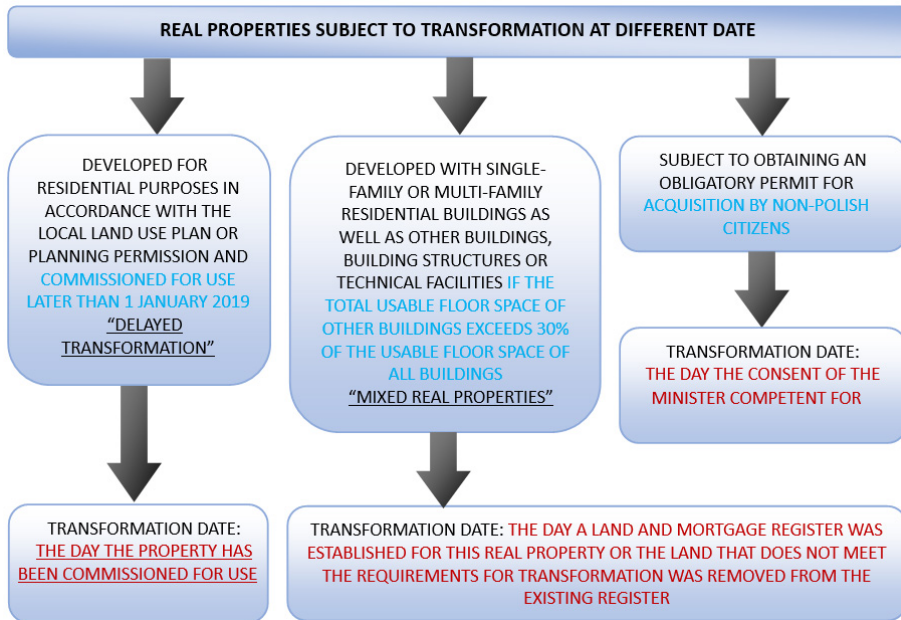 REAL PROPERTIES SUBJECT TO TRANSFORMATION AT DIFFERENT DATE
DEVELOPED FOR
RESIDENTIAL PURPOSES IN
ACCORDANCE WITH THE
LOCAL LAND USE PLAN OR
PLANNING PERMISSION AND
COMMISSIONED FOR USE
LATER THAN 1 JANUARY 2019
“DELAYED
TRANSFORMATION”
TRANSFORMATION DATE:
THE DAY THE PROPERTY HAS
BEEN COMMISSIONED FOR USE
DEVELOPED WITH SINGLE-
FAMILY OR MULTI-FAMILY
RESIDENTIAL BUILDINGS AS
WELL AS OTHER BUILDINGS,
BUILDING STRUCTURES OR
TECHNICAL FACILITIES IF THE
TOTAL USABLE FLOOR SPACE OF
OTHER BUILDINGS EXCEEDS 30%
OF THE USABLE FLOOR SPACE OF
ALL BUILDINGS
“MIXED REAL PROPERTIES”
TRANSFORMATION DATE: THE DAY A LAND AND MORTGAGE REGISTER WAS
ESTABLISHED FOR THIS REAL PROPERTY OR THE LAND THAT DOES NOT MEET
THE REQUIREMENTS FOR TRANSFORMATION WAS REMOVED FROM THE
EXISTING REGISTER
SUBJECT TO OBTAINING AN
OBLIGATORY PERMIT FOR
ACQUISITION BY NON-POLISH
CITIZENS
TRANSFORMATION DATE:
THE DAY THE CONSENT OF THE
MINISTER COMPETENT FOR